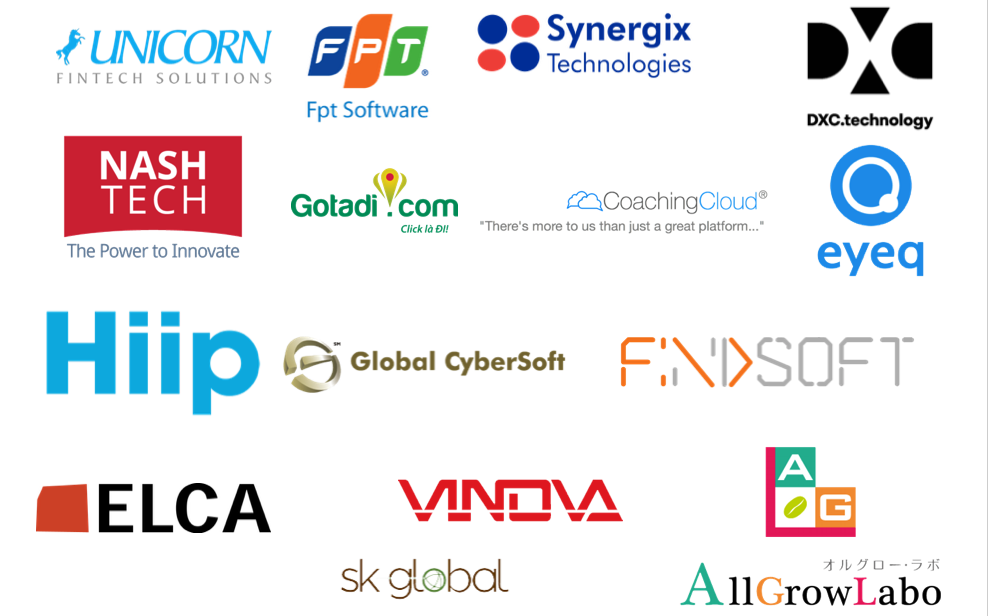 UNICORN
FINTECH SOLUTIONS
FPT®
Fpt Software
Synergix
Technologies
DXC.technology
NASH
TECH
The Power to Innovate
Gotadi.com
Click là ĐI!
CoachingCloud®
"There's more to us than just a great platform..."
eyeq
Hiip
SM
Global CyberSoft
FINDSOFT
ELCA
VINOVA
A
G
sk global
オルグロー・ラボ
AllGrowLabo